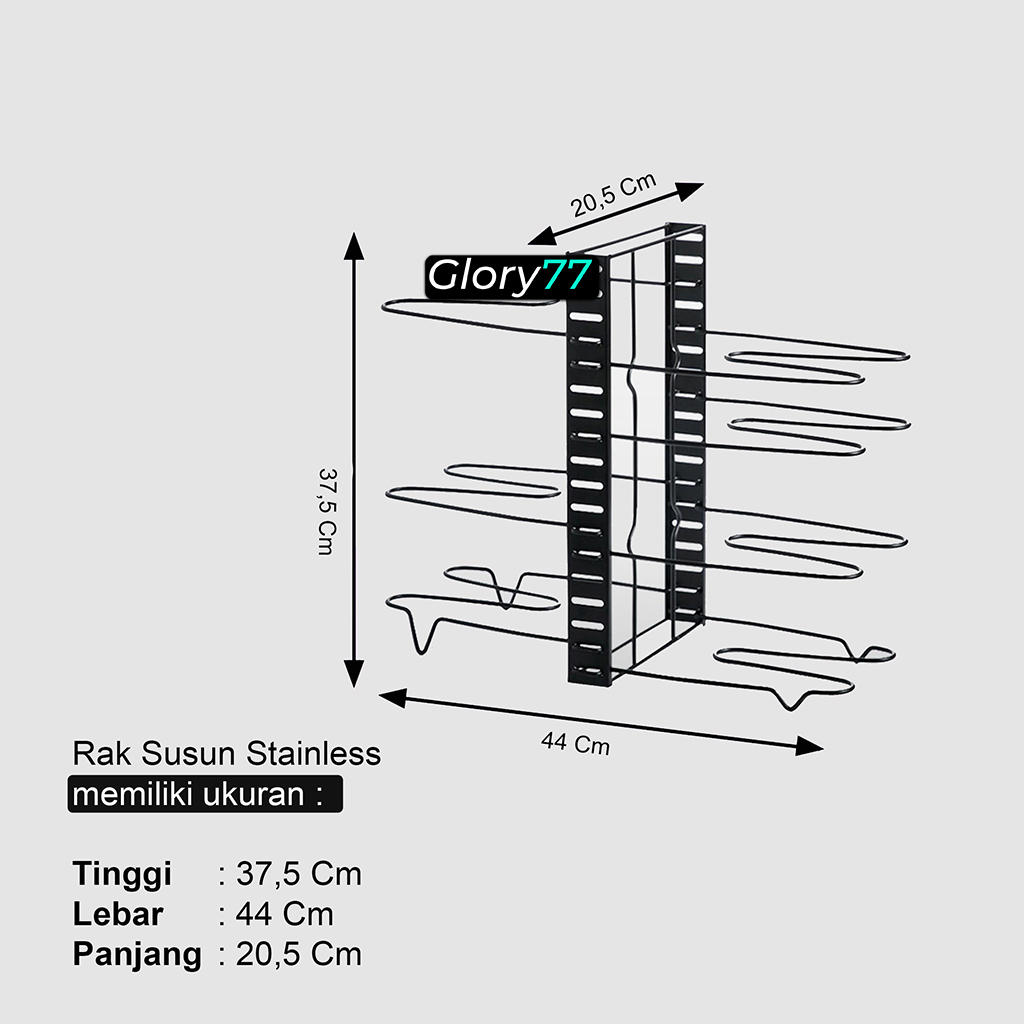 20,5 Cm
Glory77
37,5 Cm
44 Cm
Rak Susun Stainless
memiliki ukuran :
Tinggi : 37,5 Cm
Lebar : 44 Cm
Panjang : 20,5 Cm